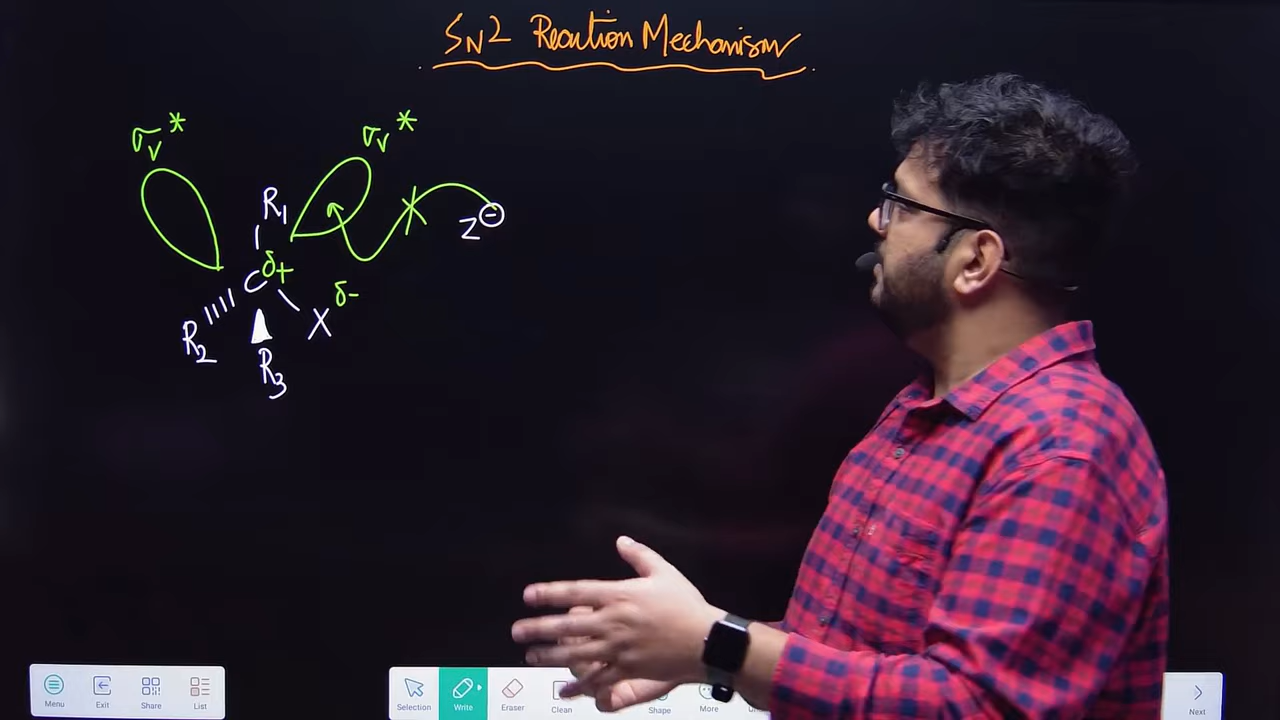 SN2 Reaction Mechanism
σv*
σv*
R1
Z⊖
C δ+
δ-
X
R2
R3
Menu
Exit
Share
List
Selection
Write
Eraser
Clean
Shape
More
Next